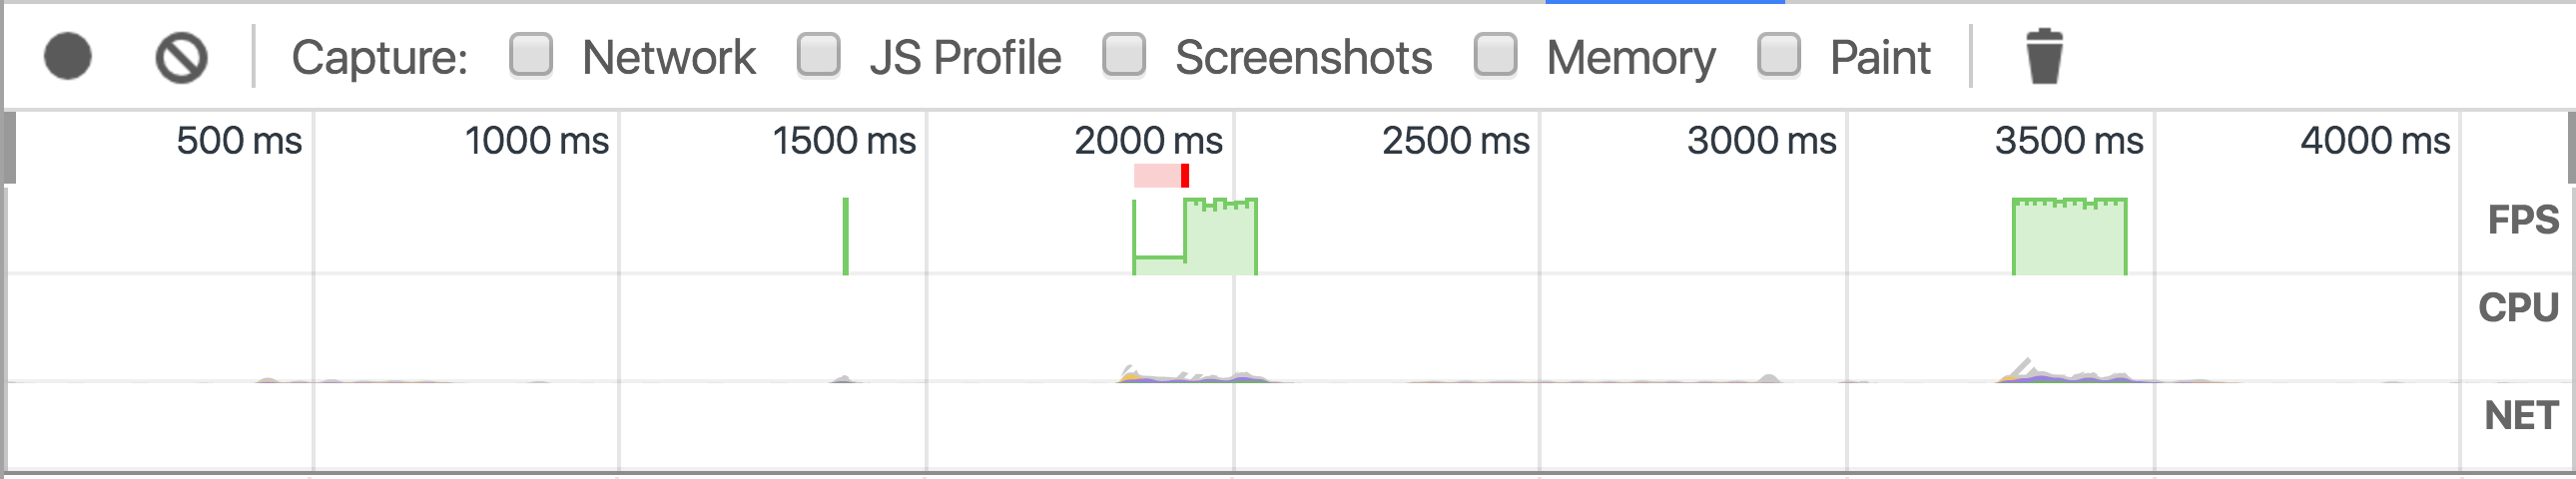 Capture: Network JS Profile Screenshots Memory Paint
500 ms 1000 ms 1500 ms 2000 ms 2500 ms 3000 ms 3500 ms 4000 ms
FPS
CPU
NET